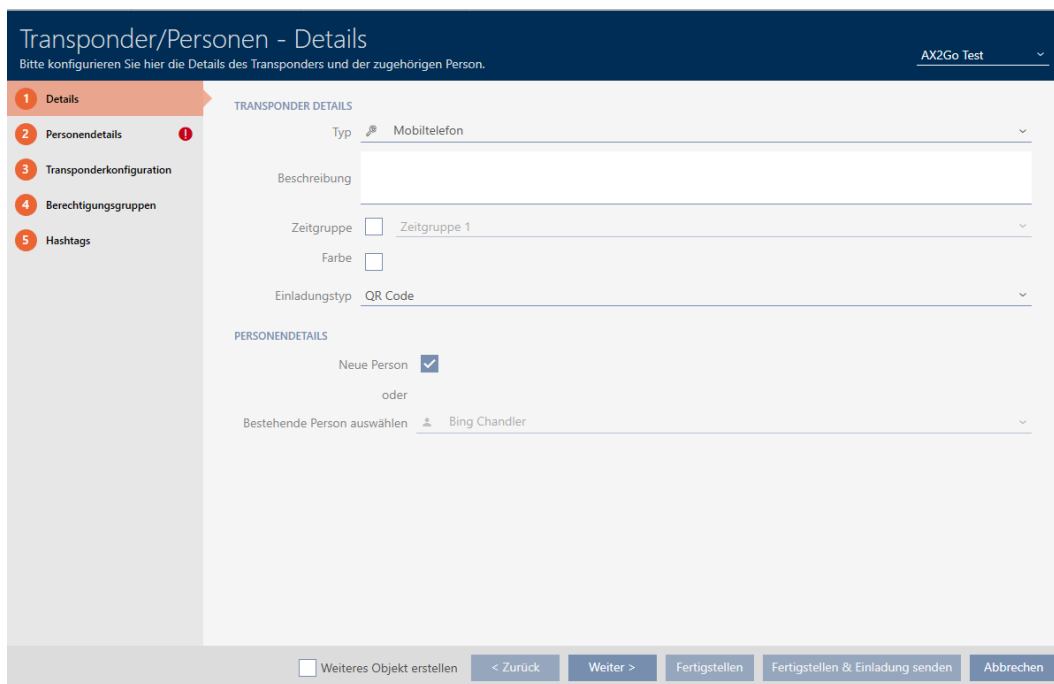 Transponder/Personen - Details
Bitte konfigurieren Sie hier die Details des Transponders und der zugehörigen Person.
AX2Go Test
1 Details
2 Personendetails !
3 Transponderkonfiguration
4 Berechtigungsgruppen
5 Hashtags
TRANSPONDER DETAILS
Typ Mobiltelefon
Beschreibung
Zeitgruppe Zeitgruppe 1
Farbe
Einladungstyp QR Code
PERSONENDETAILS
Neue Person
oder
Bestehende Person auswählen Bing Chandler
Weiteres Objekt erstellen < Zurück Weiter > Fertigstellen Fertigstellen & Einladung senden Abbrechen